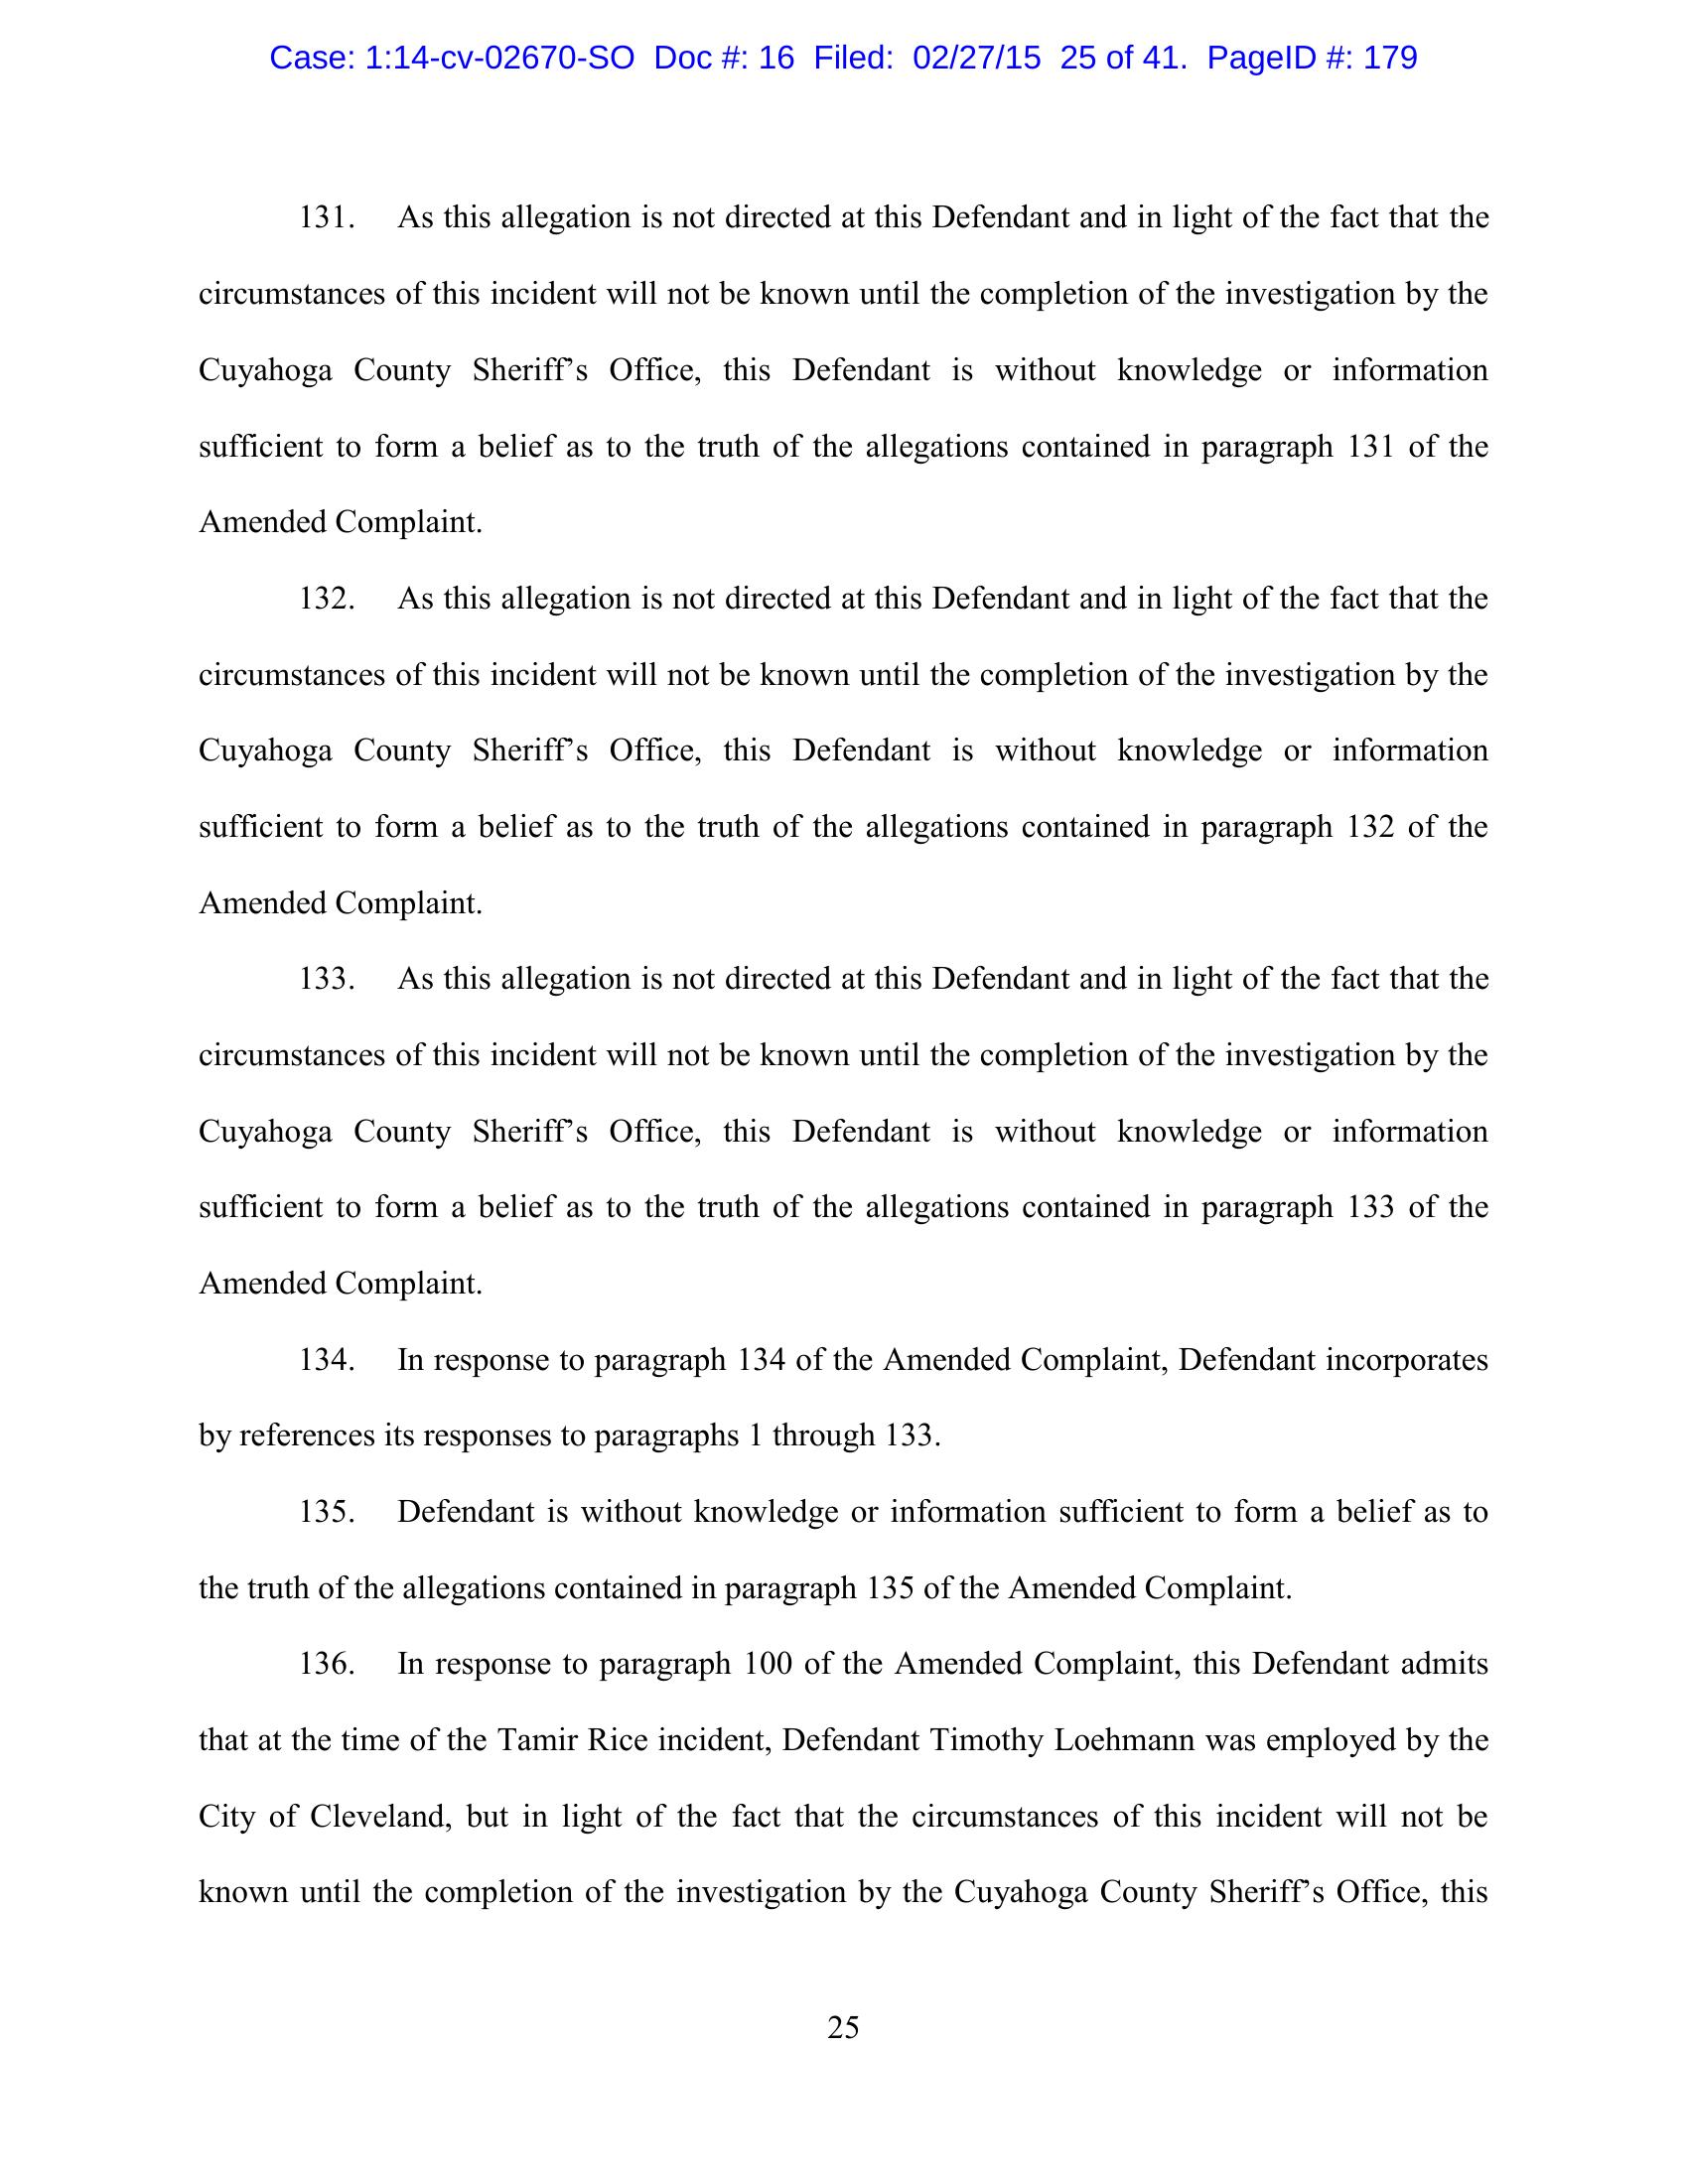 Case: 1:14-cv-02670-SO Doc #: 16 Filed: 02/27/15 25 of 41. PageID #: 179
131. As this allegation is not directed at this Defendant and in light of the fact that the
circumstances of this incident will not be known until the completion of the investigation by the
Cuyahoga County Sheriff’s Office, this Defendant is without knowledge or information
sufficient to form a belief as to the truth of the allegations contained in paragraph 131 of the
Amended Complaint.
132. As this allegation is not directed at this Defendant and in light of the fact that the
circumstances of this incident will not be known until the completion of the investigation by the
Cuyahoga County Sheriff’s Office, this Defendant is without knowledge or information
sufficient to form a belief as to the truth of the allegations contained in paragraph 132 of the
Amended Complaint.
133. As this allegation is not directed at this Defendant and in light of the fact that the
circumstances of this incident will not be known until the completion of the investigation by the
Cuyahoga County Sheriff’s Office, this Defendant is without knowledge or information
sufficient to form a belief as to the truth of the allegations contained in paragraph 133 of the
Amended Complaint.
134. In response to paragraph 134 of the Amended Complaint, Defendant incorporates
by references its responses to paragraphs 1 through 133.
135. Defendant is without knowledge or information sufficient to form a belief as to
the truth of the allegations contained in paragraph 135 of the Amended Complaint.
136. In response to paragraph 100 of the Amended Complaint, this Defendant admits
that at the time of the Tamir Rice incident, Defendant Timothy Loehmann was employed by the
City of Cleveland, but in light of the fact that the circumstances of this incident will not be
known until the completion of the investigation by the Cuyahoga County Sheriff’s Office, this
25